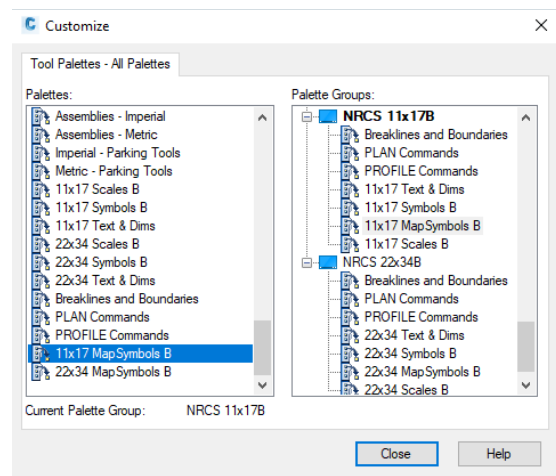 Customize
Tool Palettes - All Palettes
Palettes:
Assemblies - Imperial
Assemblies - Metric
Imperial - Parking Tools
Metric - Parking Tools
11x17 Scales B
11x17 Symbols B
11x17 Text & Dims
22x34 Scales B
22x34 Symbols B
22x34 Text & Dims
Breaklines and Boundaries
PLAN Commands
PROFILE Commands
11x17 MapSymbols B
22x34 MapSymbols B
Palette Groups:
NRCS 11x17B
Breaklines and Boundaries
PLAN Commands
PROFILE Commands
11x17 Text & Dims
11x17 Symbols B
11x17 MapSymbols B
11x17 Scales B
NRCS 22x34B
Breaklines and Boundaries
PLAN Commands
PROFILE Commands
22x34 Text & Dims
22x34 Symbols B
22x34 MapSymbols B
22x34 Scales B
Current Palette Group: NRCS 11x17B
Close
Help